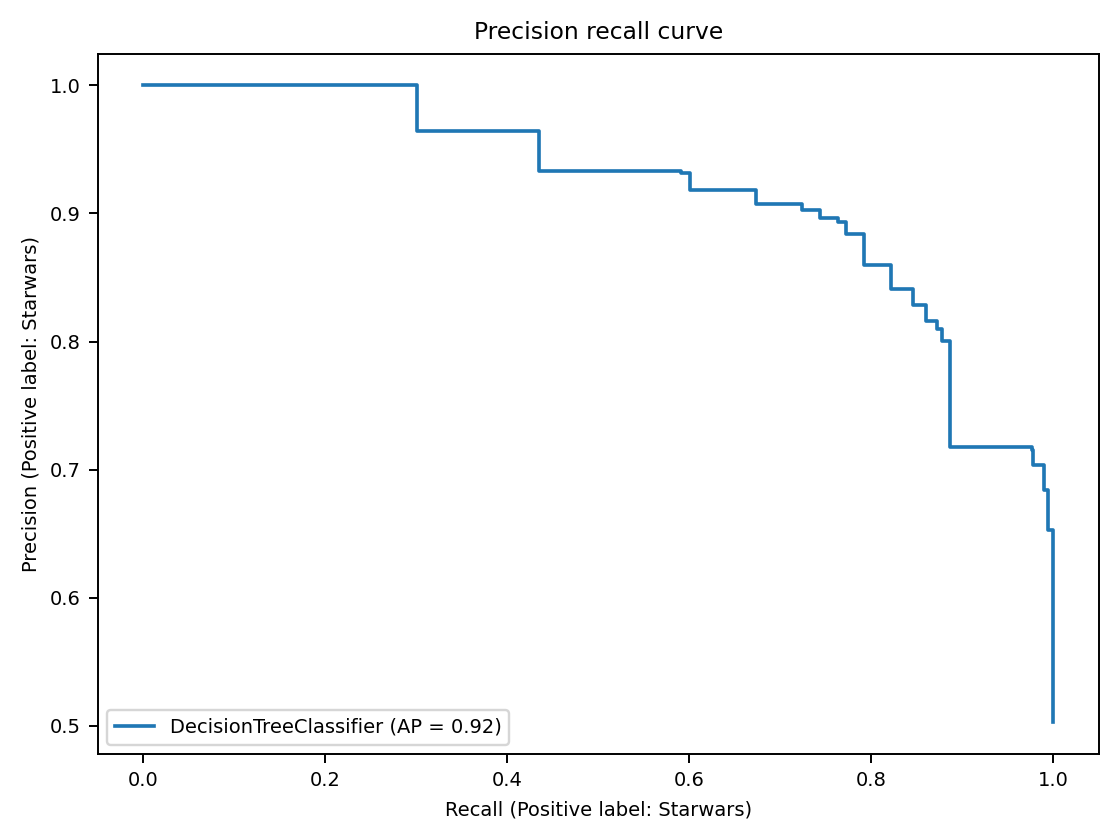 Precision recall curve
1.0
0.9
0.8
0.7
0.6
0.5
Precision (Positive label: Starwars)
DecisionTreeClassifier (AP = 0.92)
0.0 0.2 0.4 0.6 0.8 1.0
Recall (Positive label: Starwars)